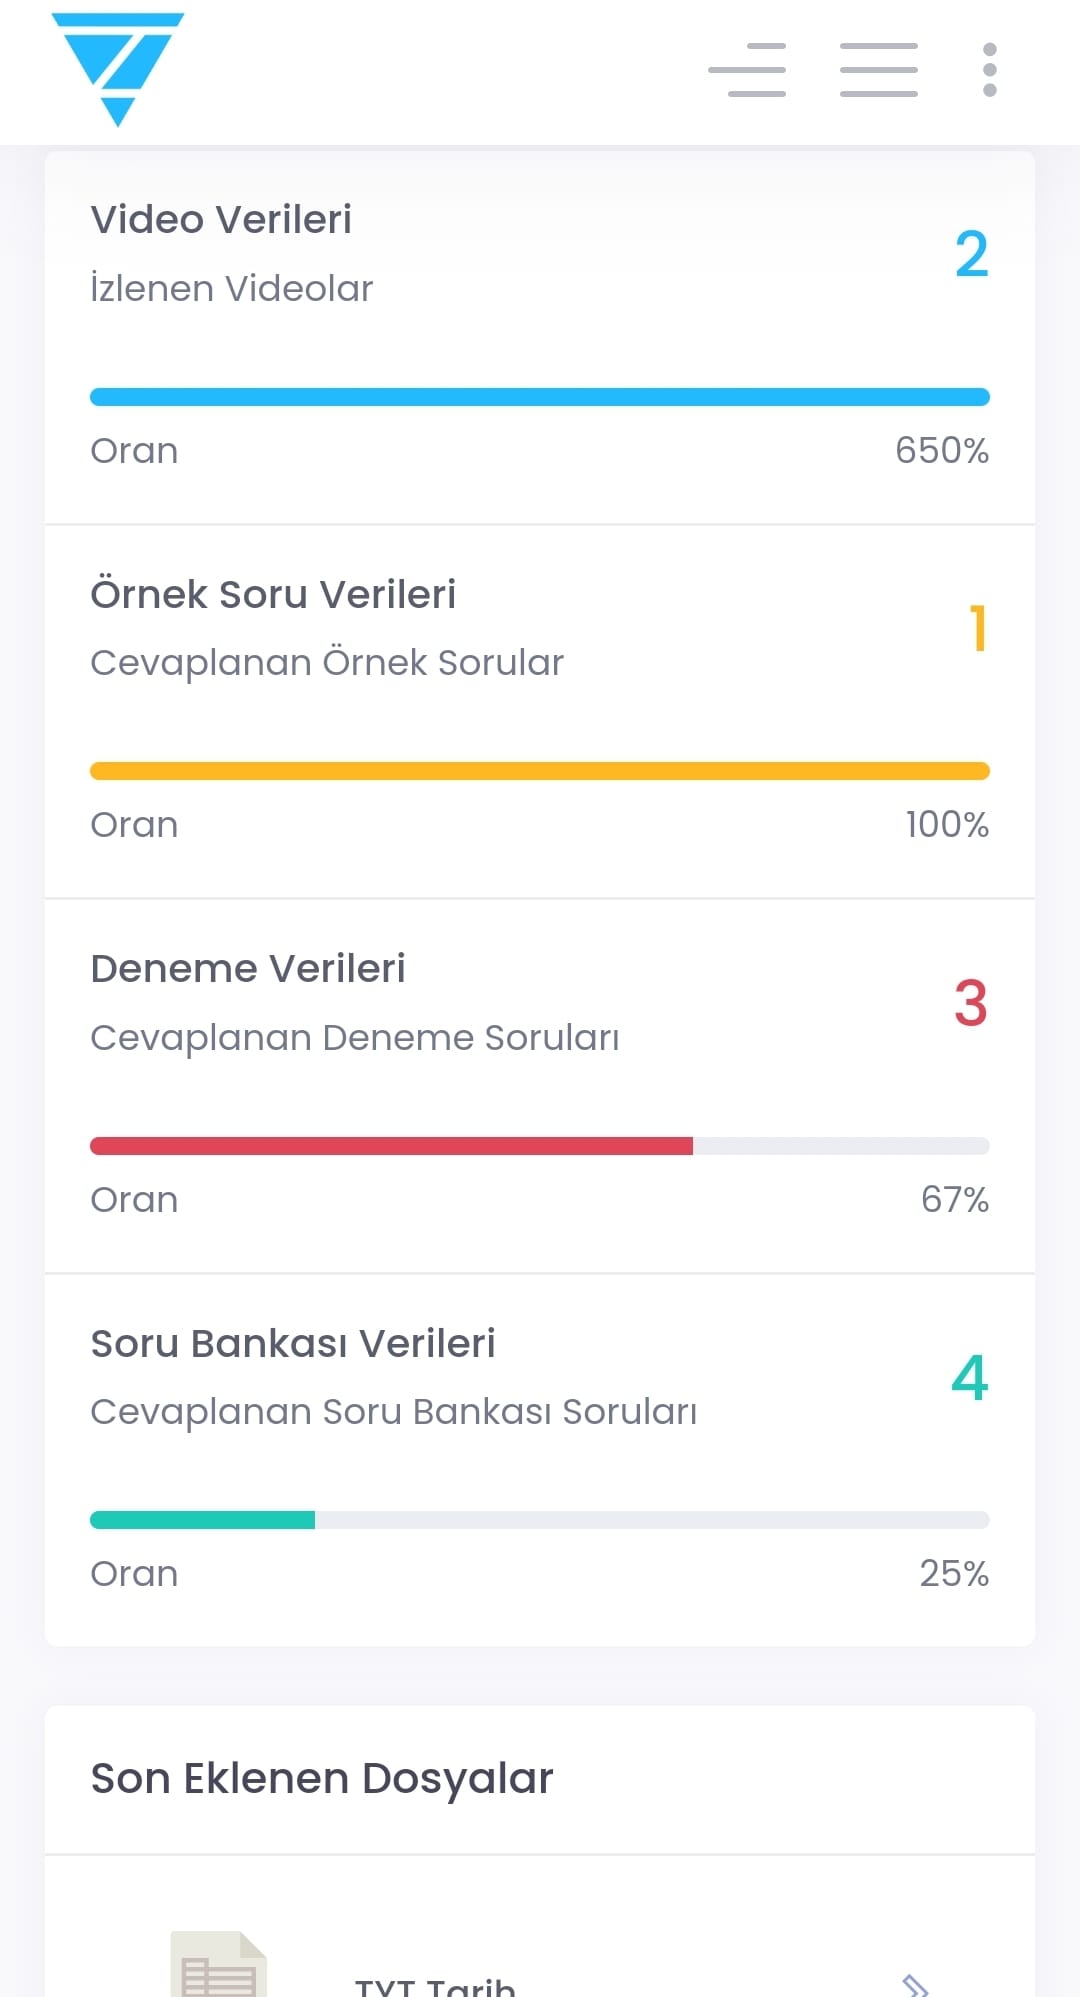 Video Verileri
2
İzlenen Videolar
Oran
650%
Örnek Soru Verileri
1
Cevaplanan Örnek Sorular
Oran
100%
Deneme Verileri
3
Cevaplanan Deneme Soruları
Oran
67%
Soru Bankası Verileri
4
Cevaplanan Soru Bankası Soruları
Oran
25%
Son Eklenen Dosyalar
TYT Tarih